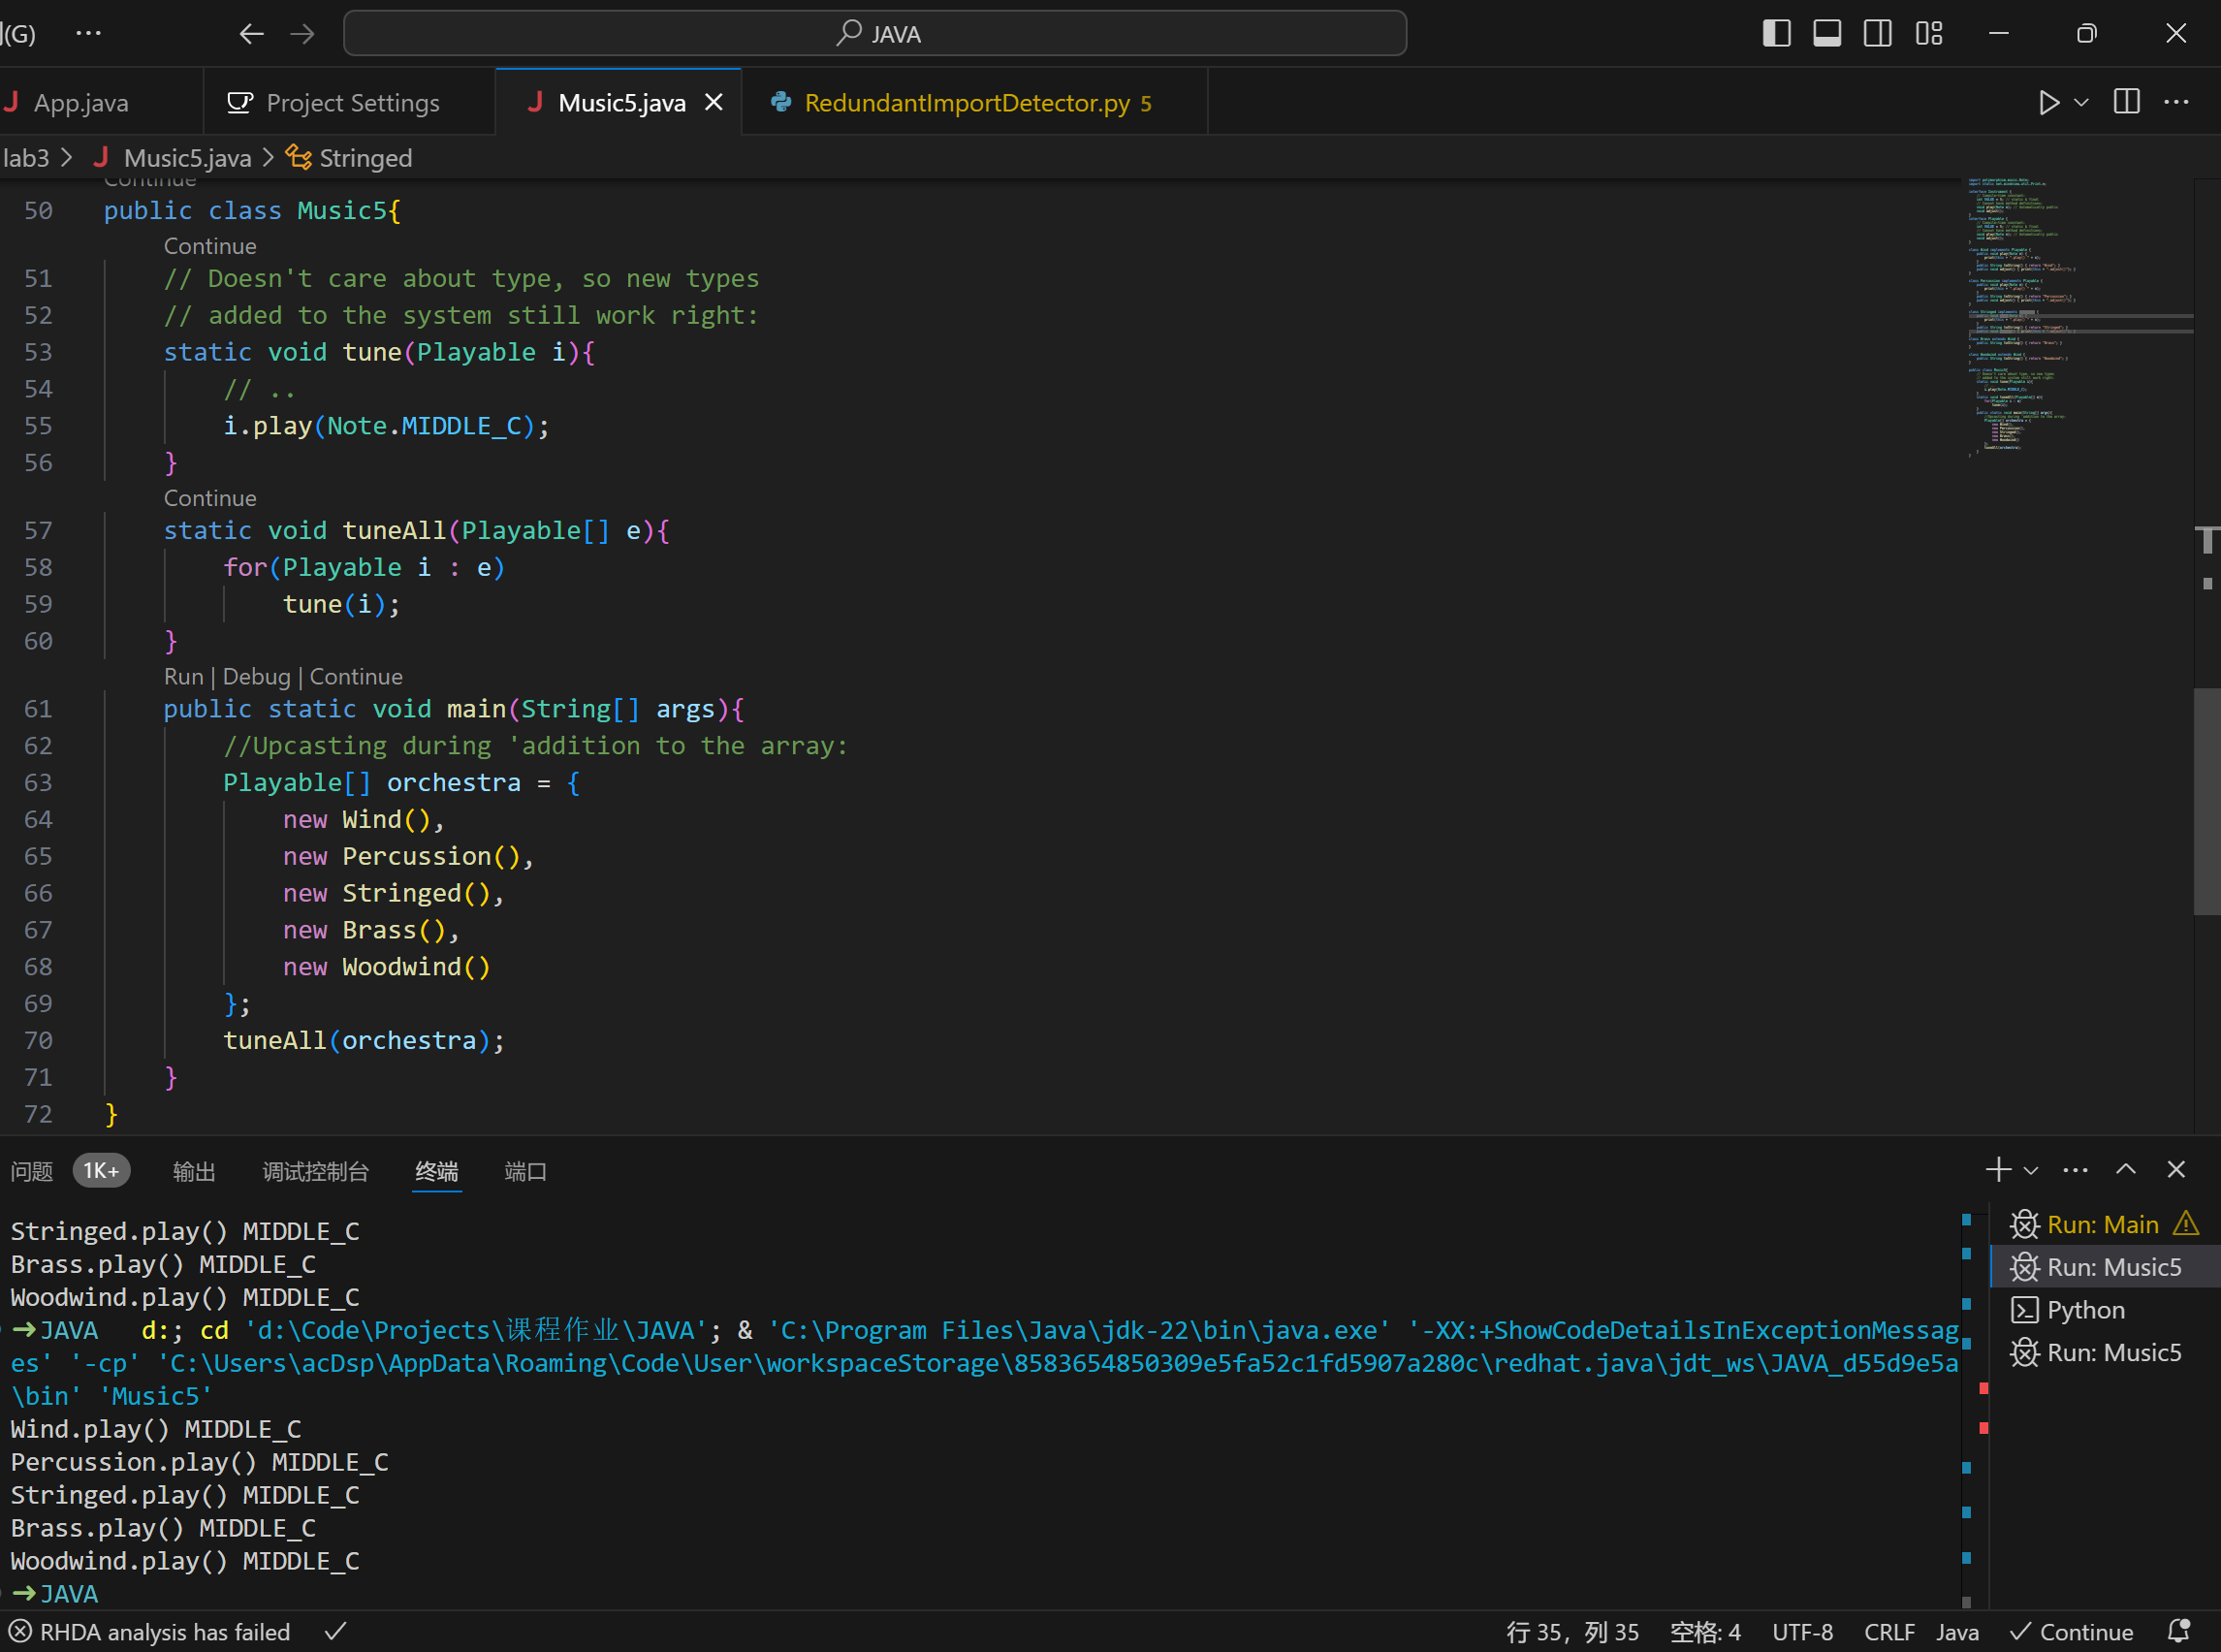 (G) ··· JAVA
App.java Project Settings Music5.java RedundantImportDetector.py 5
lab3 > Music5.java > Stringed
Continue
50 public class Music5{
Continue
51 // Doesn't care about type, so new types
52 // added to the system still work right:
53 static void tune(Playable i){
54 // ..
55 i.play(Note.MIDDLE_C);
56 }
Continue
57 static void tuneAll(Playable[] e){
58 for(Playable i : e)
59 tune(i);
60 }
Run | Debug | Continue
61 public static void main(String[] args){
62 //Upcasting during 'addition to the array:
63 Playable[] orchestra = {
64 new Wind(),
65 new Percussion(),
66 new Stringed(),
67 new Brass(),
68 new Woodwind()
69 };
70 tuneAll(orchestra);
71 }
72 }
问题 1K+ 输出 调试控制台 终端 端口
Stringed.play() MIDDLE_C
Brass.play() MIDDLE_C
Woodwind.play() MIDDLE_C
➜JAVA d:; cd 'd:\Code\Projects\课程作业\JAVA'; & 'C:\Program Files\Java\jdk-22\bin\java.exe' '-XX:+ShowCodeDetailsInExceptionMessag
es' '-cp' 'C:\Users\acDsp\AppData\Roaming\Code\User\workspaceStorage\8583654850309e5fa52c1fd5907a280c\redhat.java\jdt_ws\JAVA_d55d9e5a
\bin' 'Music5'
Wind.play() MIDDLE_C
Percussion.play() MIDDLE_C
Stringed.play() MIDDLE_C
Brass.play() MIDDLE_C
Woodwind.play() MIDDLE_C
➜JAVA
Run: Main
Run: Music5
Python
Run: Music5
RHDA analysis has failed 行 35，列 35 空格: 4 UTF-8 CRLF Java Continue